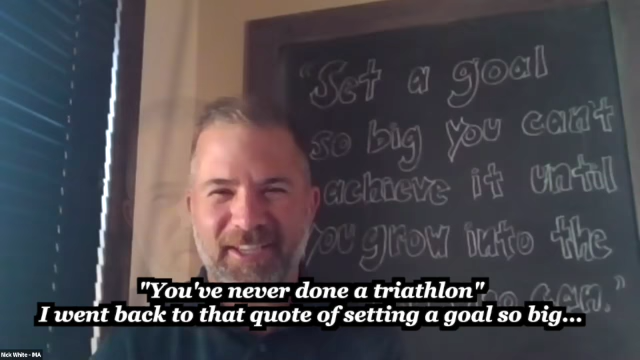 "Set a goal
so big you can't
achieve it until
you grow into the
can."
"You've never done a triathlon"
I went back to that quote of setting a goal so big...
Nick White - IMA